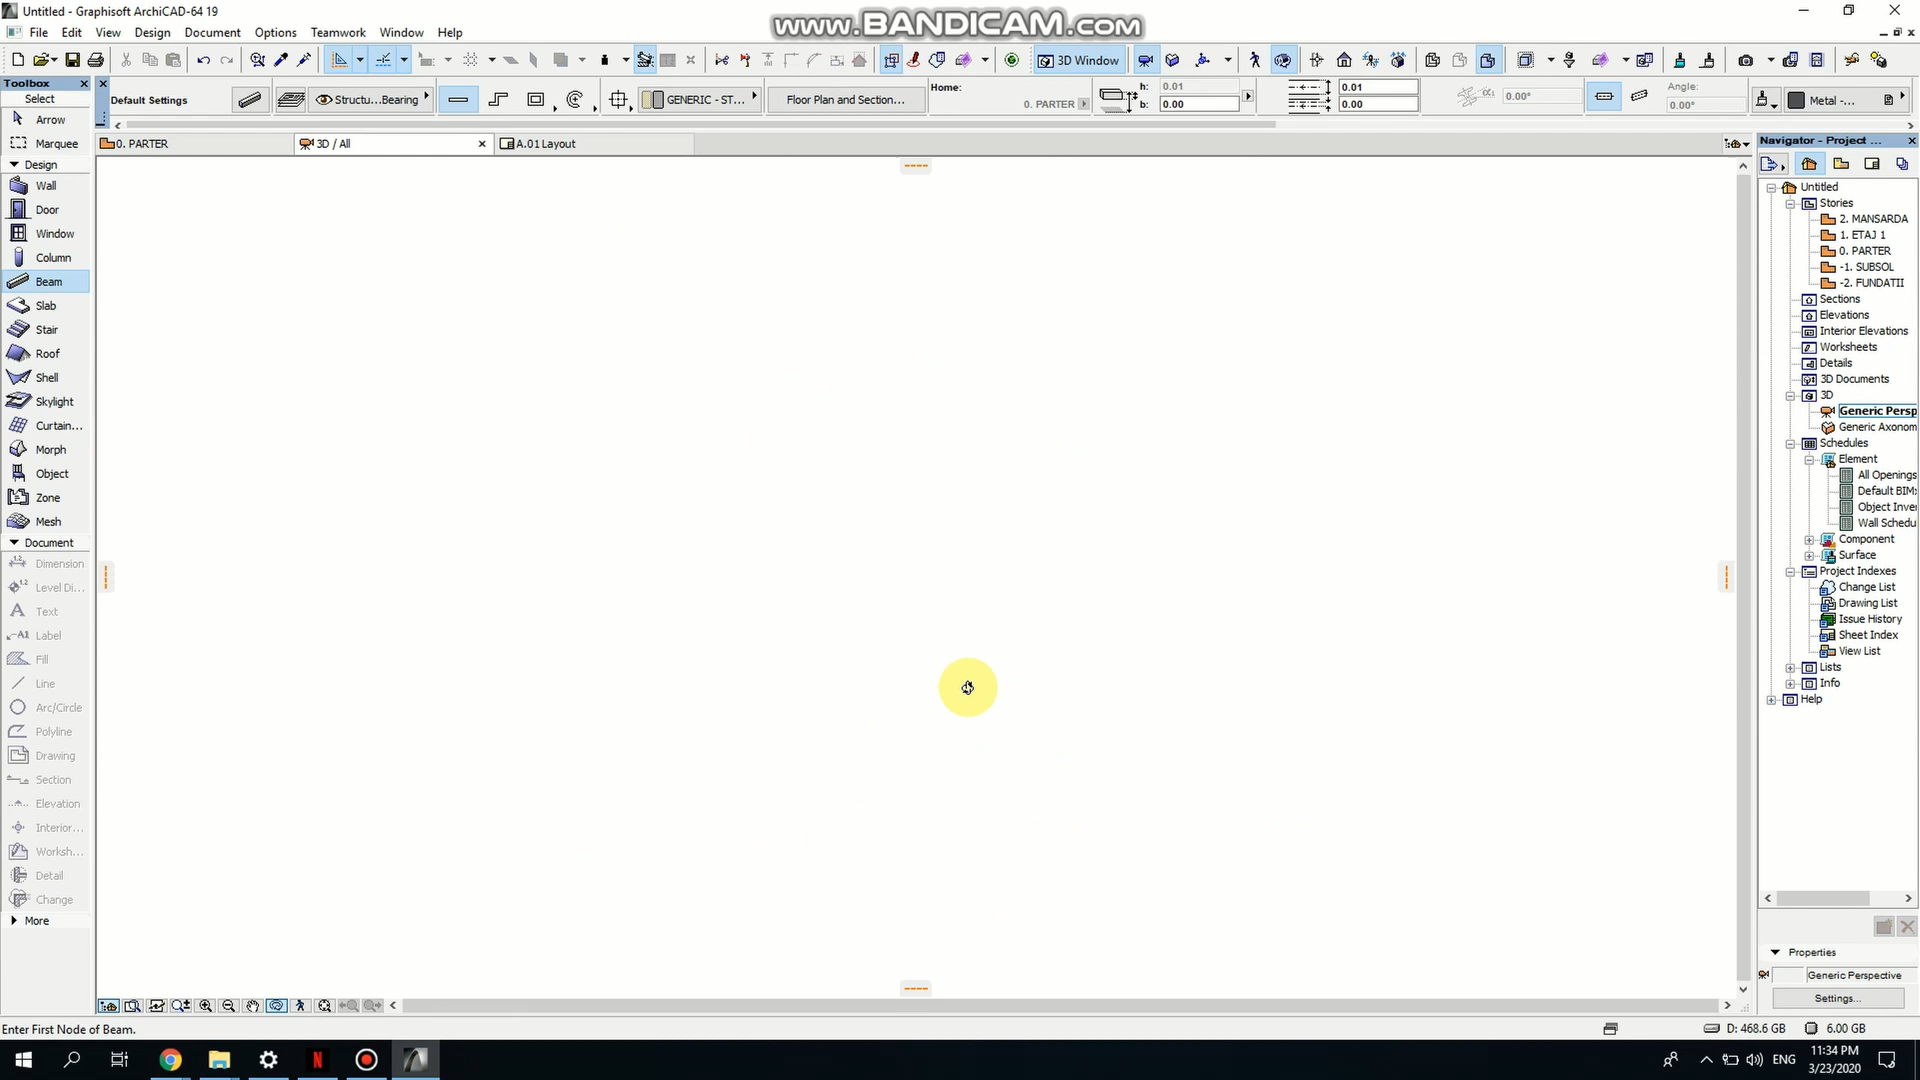 Untitled - Graphisoft ArchiCAD-64 19
www.BANDICAM.com
File Edit View Design Document Options Teamwork Window Help
3D Window
Toolbox
Select
Default Settings
Structu...Bearing
GENERIC - ST...
Floor Plan and Section...
Home:
0. PARTER
h:
0.01
b:
0.00
0.01
0.00
α1
0.00°
Angle:
0.00°
Metal -...
0. PARTER
3D / All
A.01 Layout
Arrow
Marquee
Design
Wall
Door
Window
Column
Beam
Slab
Stair
Roof
Shell
Skylight
Curtain...
Morph
Object
Zone
Mesh
Document
Dimension
Level Di...
Text
Label
Fill
Line
Arc/Circle
Polyline
Drawing
Section
Elevation
Interior...
Worksh...
Detail
Change
More
Navigator - Project ...
Untitled
Stories
2. MANSARDA
1. ETAJ 1
0. PARTER
-1. SUBSOL
-2. FUNDATII
Sections
Elevations
Interior Elevations
Worksheets
Details
3D Documents
3D
Generic Persp
Generic Axonom
Schedules
Element
All Openings
Default BIMx
Object Inve
Wall Schedu
Component
Surface
Project Indexes
Change List
Drawing List
Issue History
Sheet Index
View List
Lists
Info
Help
Properties
Generic Perspective
Settings...
Enter First Node of Beam.
D: 468.6 GB
6.00 GB
ENG
11:34 PM
3/23/2020